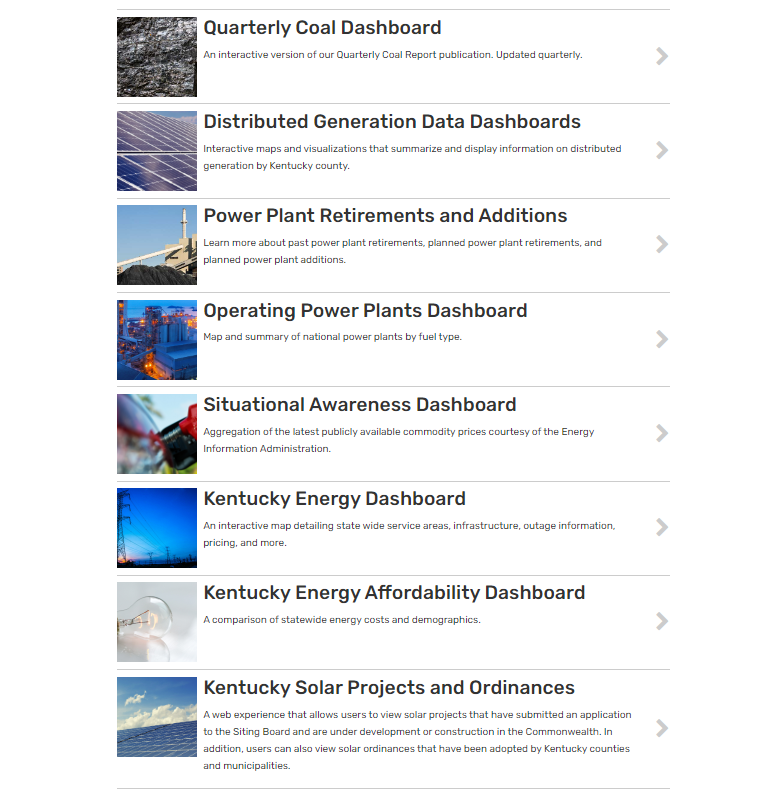 Quarterly Coal Dashboard
An interactive version of our Quarterly Coal Report publication. Updated quarterly.
Distributed Generation Data Dashboards
Interactive maps and visualizations that summarize and display information on distributed
generation by Kentucky county.
Power Plant Retirements and Additions
Learn more about past power plant retirements, planned power plant retirements, and
planned power plant additions.
Operating Power Plants Dashboard
Map and summary of national power plants by fuel type.
Situational Awareness Dashboard
Aggregation of the latest publicly available commodity prices courtesy of the Energy
Information Administration.
Kentucky Energy Dashboard
An interactive map detailing state wide service areas, infrastructure, outage information,
pricing, and more.
Kentucky Energy Affordability Dashboard
A comparison of statewide energy costs and demographics.
Kentucky Solar Projects and Ordinances
A web experience that allows users to view solar projects that have submitted an application
to the Siting Board and are under development or construction in the Commonwealth. In
addition, users can also view solar ordinances that have been adopted by Kentucky counties
and municipalities.